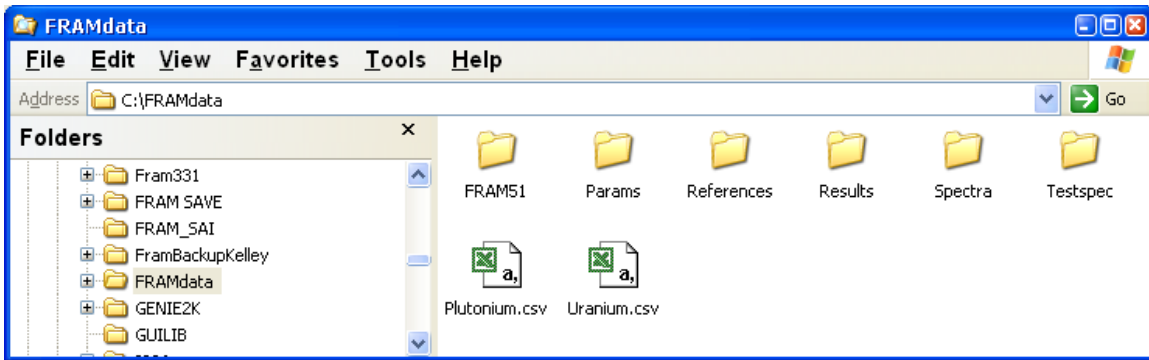 FRAMdata
File Edit View Favorites Tools Help
Address C:\FRAMdata Go
Folders
Fram331
FRAM SAVE
FRAM_SAI
FramBackupKelley
FRAMdata
GENIE2K
GUILIB
FRAM51 Params References Results Spectra Testspec
a, a,
Plutonium.csv Uranium.csv